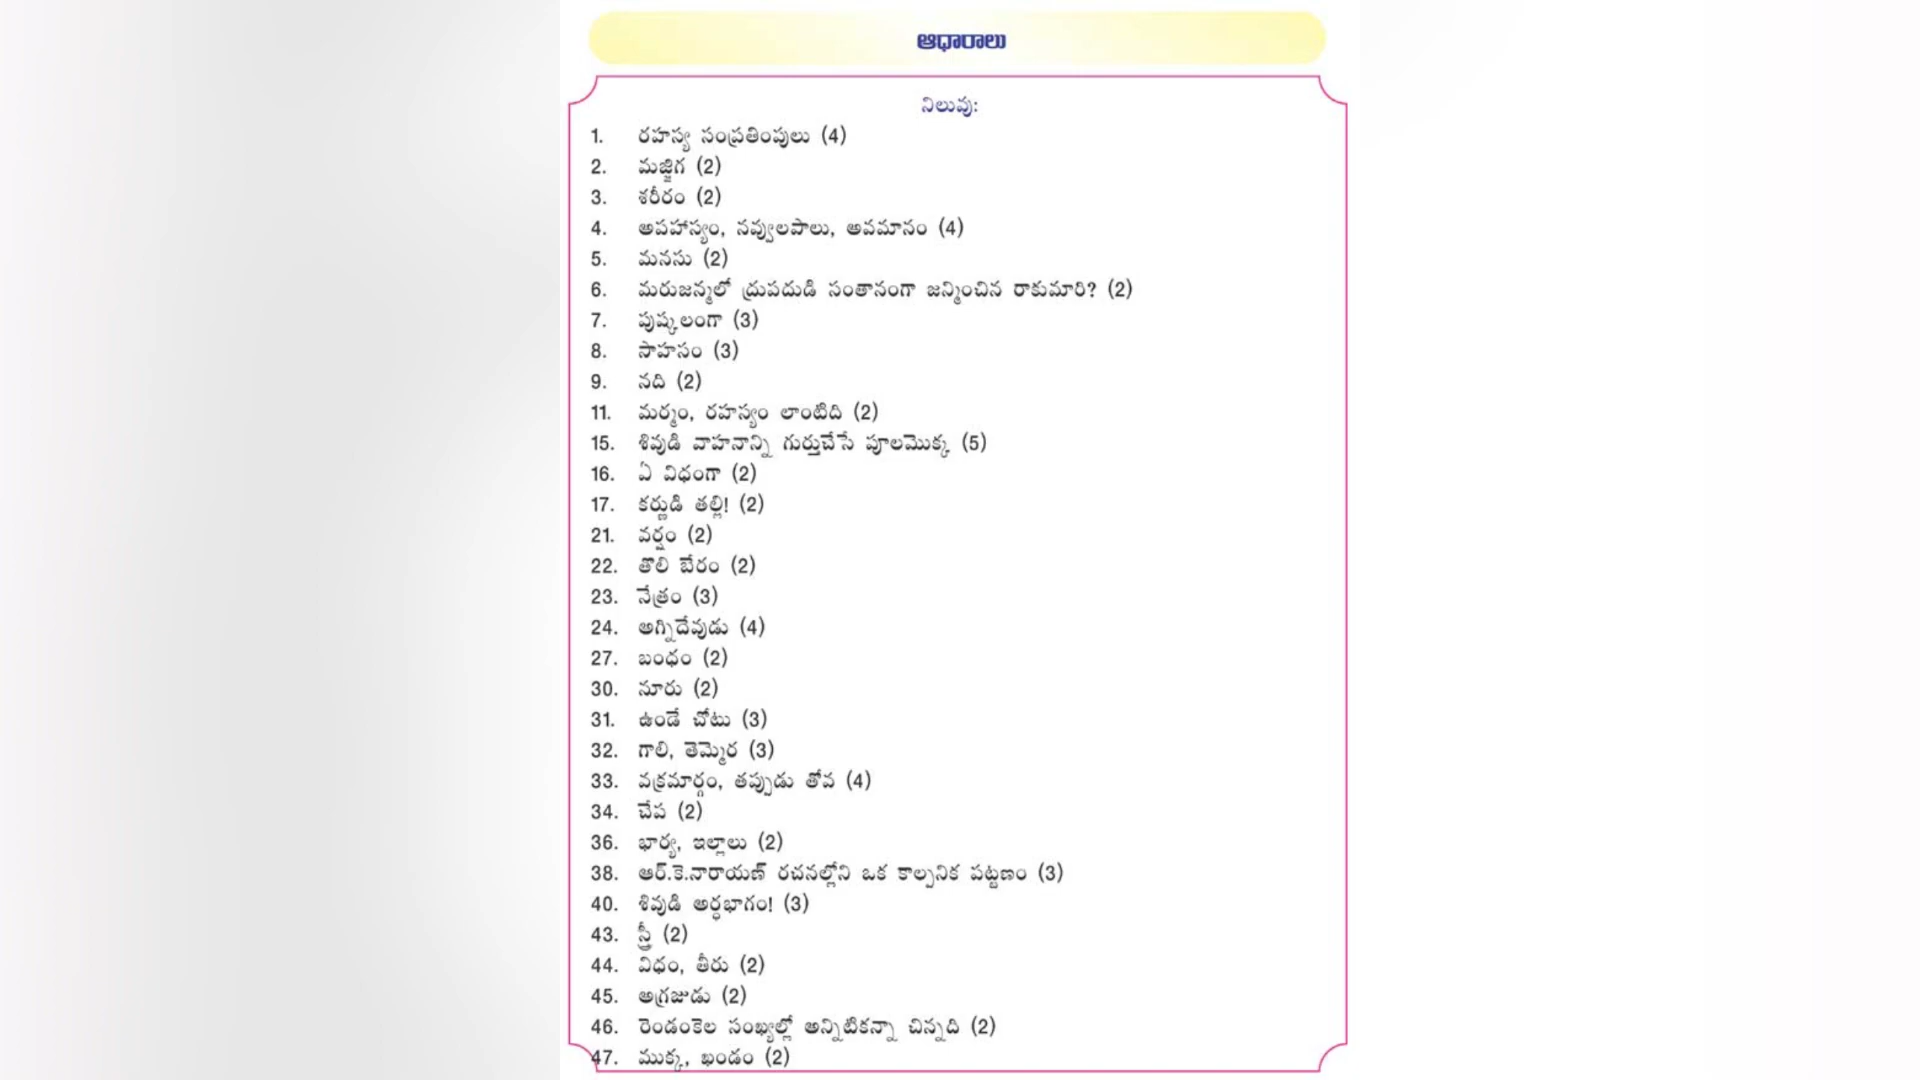 ఆధారాలు
నిలువు:
1. రహస్య సంప్రతింపులు (4)
2. మజ్జిగ (2)
3. శరీరం (2)
4. అపహాస్యం, నవ్వులపాలు, అవమానం (4)
5. మనసు (2)
6. మరుజన్మలో ద్రుపదుడి సంతానంగా జన్మించిన రాకుమారి? (2)
7. పుష్కలంగా (3)
8. సాహసం (3)
9. నది (2)
11. మర్మం, రహస్యం లాంటిది (2)
15. శివుడి వాహనాన్ని గుర్తుచేసే పూలమొక్క (5)
16. ఏ విధంగా (2)
17. కర్ణుడి తల్లి! (2)
21. వర్షం (2)
22. తొలి బేరం (2)
23. నేత్రం (3)
24. అగ్నిదేవుడు (4)
27. బంధం (2)
30. నూరు (2)
31. ఉండే చోటు (3)
32. గాలి, తెమ్మెర (3)
33. వక్రమార్గం, తప్పుడు తోవ (4)
34. చేప (2)
36. భార్య, ఇల్లాలు (2)
38. ఆర్.కె.నారాయణ్ రచనల్లోని ఒక కాల్పనిక పట్టణం (3)
40. శివుడి అర్ధభాగం! (3)
43. స్త్రీ (2)
44. విధం, తీరు (2)
45. అగ్రజుడు (2)
46. రెండంకెల సంఖ్యల్లో అన్నిటికన్నా చిన్నది (2)
47. ముక్క, ఖండం (2)